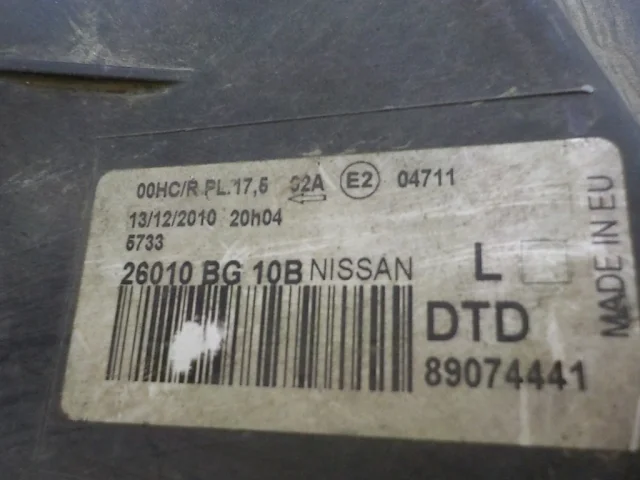 00HC/R PL.17,5 02A E2 04711
13/12/2010 20h04
5733
26010 BG 10B NISSAN L
DTD
89074441
MADE IN EU